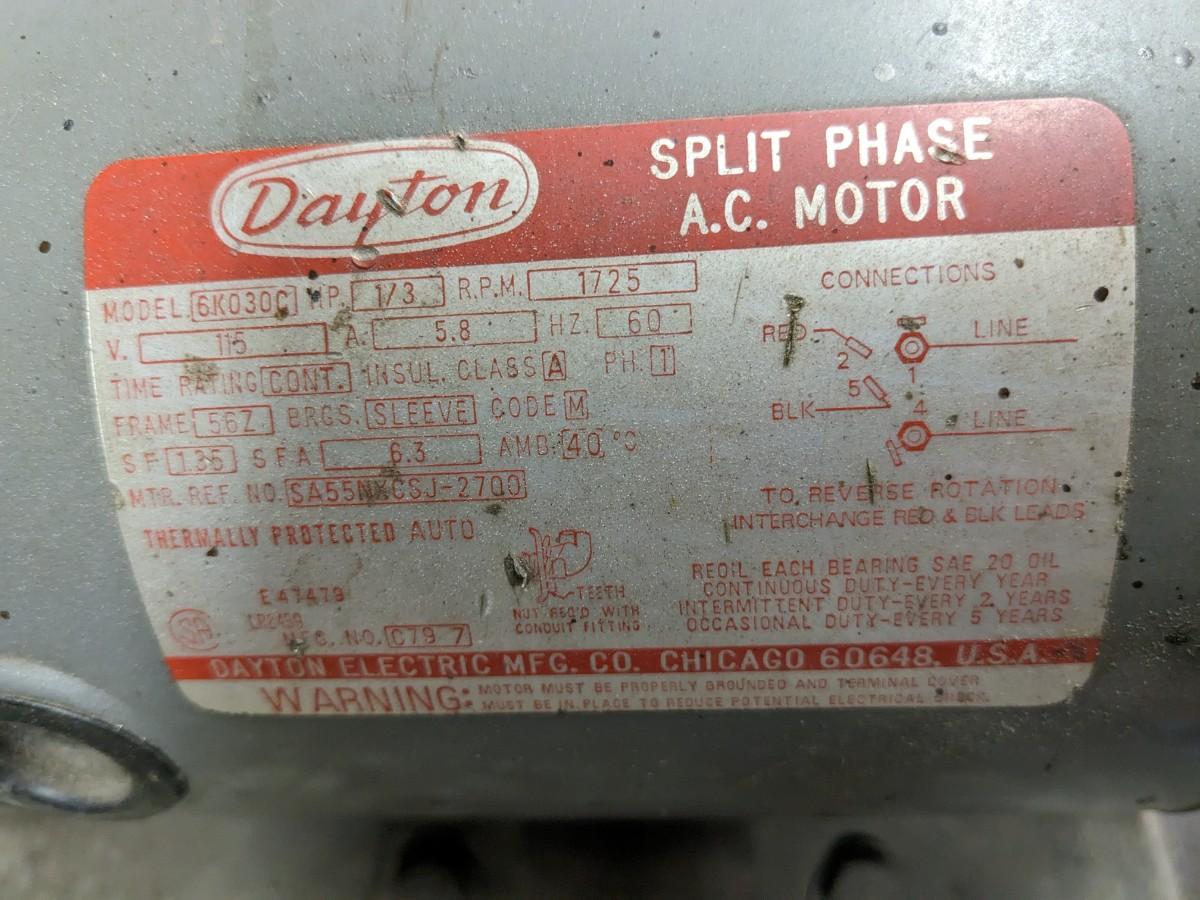 Dayton
SPLIT PHASE
A.C. MOTOR
MODEL 6K030C HP. 1/3 R.P.M. 1725
V. 115 A. 5.8 HZ. 60
TIME RATING CONT. INSUL. CLASS A PH. 1
FRAME 56Z BRGS. SLEEVE CODE M
SF 1.35 SFA 6.3 AMB. 40 °C
MTR. REF. NO. SA55NXCSJ-2700
THERMALLY PROTECTED AUTO
E47479
SA
MFG. NO. C79 7
TEETH
NUT REQ'D WITH
CONDUIT FITTING
CONNECTIONS
RED
2
1
LINE
5
BLK
4
LINE
TO REVERSE ROTATION
INTERCHANGE RED & BLK LEADS
REOIL EACH BEARING SAE 20 OIL
CONTINUOUS DUTY-EVERY YEAR
INTERMITTENT DUTY-EVERY 2 YEARS
OCCASIONAL DUTY-EVERY 5 YEARS
DAYTON ELECTRIC MFG. CO. CHICAGO 60648, U.S.A.
WARNING: MOTOR MUST BE PROPERLY GROUNDED AND TERMINAL COVER
MUST BE IN PLACE TO REDUCE POTENTIAL ELECTRICAL SHOCK.